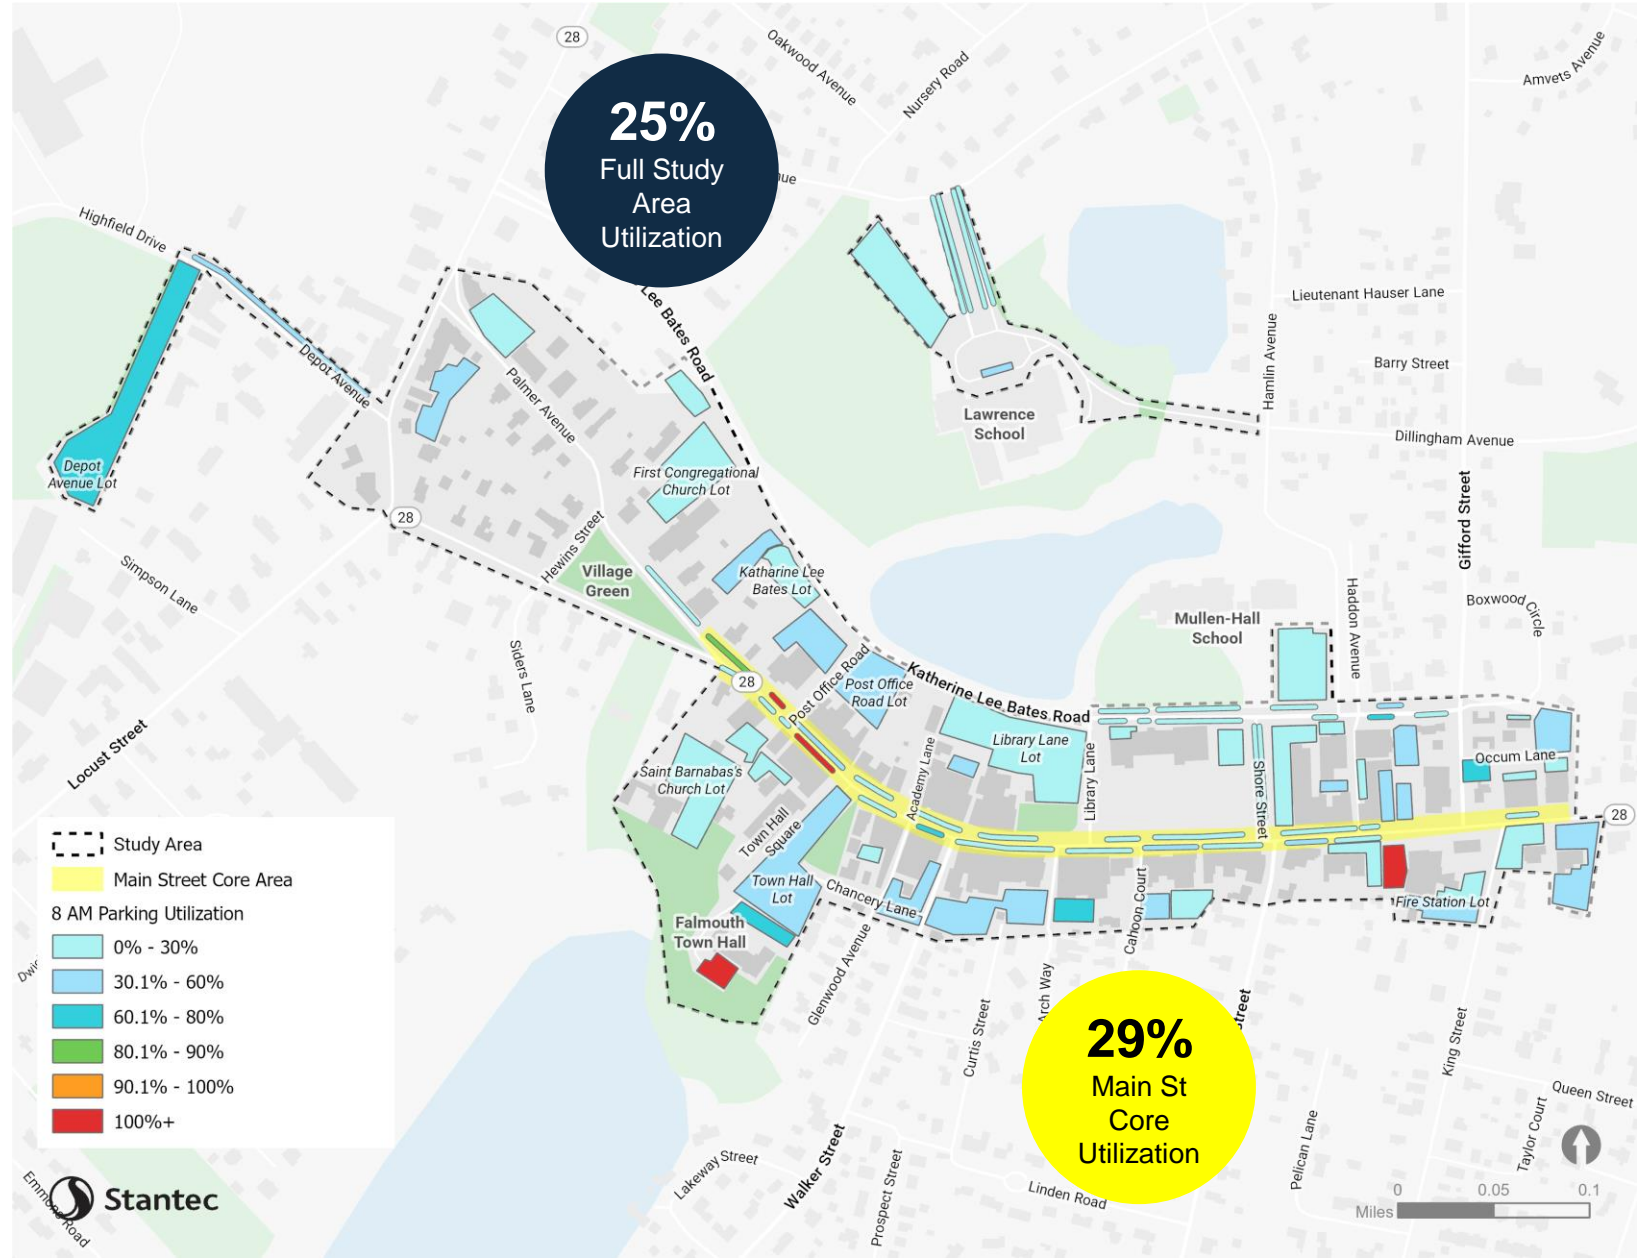 28
Oakwood Avenue
Nursery Road
Amvets Avenue
25%
Full Study
Area
Utilization
nue
Highfield Drive
Lee Bates Road
Lieutenant Hauser Lane
Hamlin Avenue
Barry Street
Depot Avenue
Palmer Avenue
Lawrence
School
Dillingham Avenue
Depot
Avenue Lot
First Congregational
Church Lot
Gifford Street
28
Hewins Street
Simpson Lane
Village
Green
Katharine Lee
Bates Lot
Haddon Avenue
Boxwood Circle
Mullen-Hall
School
Siders Lane
28
Post Office Road
Post Office
Road Lot
Katherine Lee Bates Road
Locust Street
Library Lane
Lot
Academy Lane
Library Lane
Shore Street
Occum Lane
Saint Barnabas's
Church Lot
Town Hall
Square
28
Town Hall
Lot
Chancery Lane
Cahoon Court
Fire Station Lot
Falmouth
Town Hall
Glenwood Avenue
Arch Way
Curtis Street
street
King Street
Study Area
Main Street Core Area
8 AM Parking Utilization
0% - 30%
30.1% - 60%
60.1% - 80%
80.1% - 90%
90.1% - 100%
100%+
29%
Main St
Core
Utilization
Queen Street
Taylor Court
Pelican Lane
Walker Street
Lakeway Street
Prospect Street
Linden Road
Stantec
Road
0
0.05
0.1
Miles